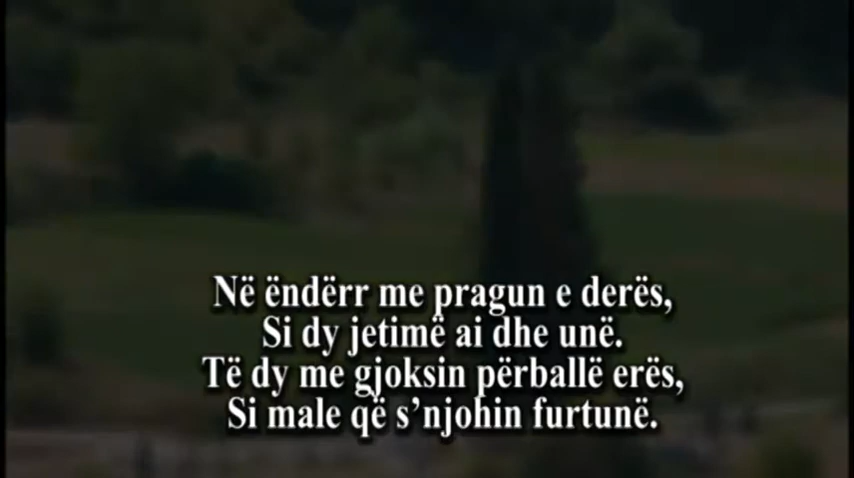 Në ëndërr me pragun e derës,
Si dy jetimë ai dhe unë.
Të dy me gjoksin përballë erës,
Si male që s’njohin furtunë.